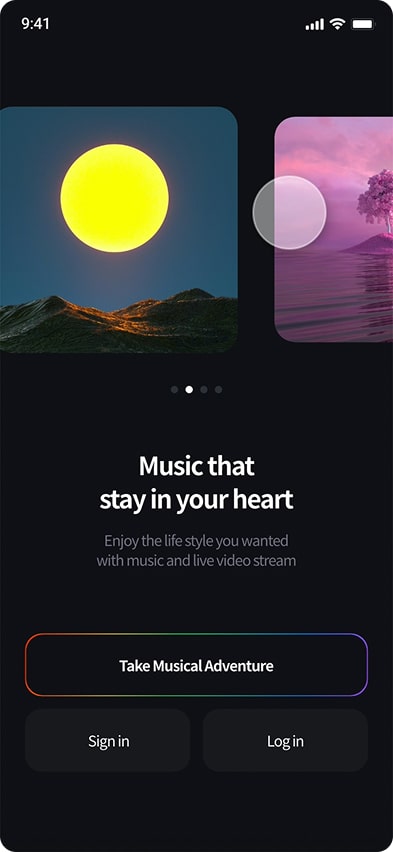 9:41
Music that
stay in your heart
Enjoy the life style you wanted
with music and live video stream
Take Musical Adventure
Sign in
Log in